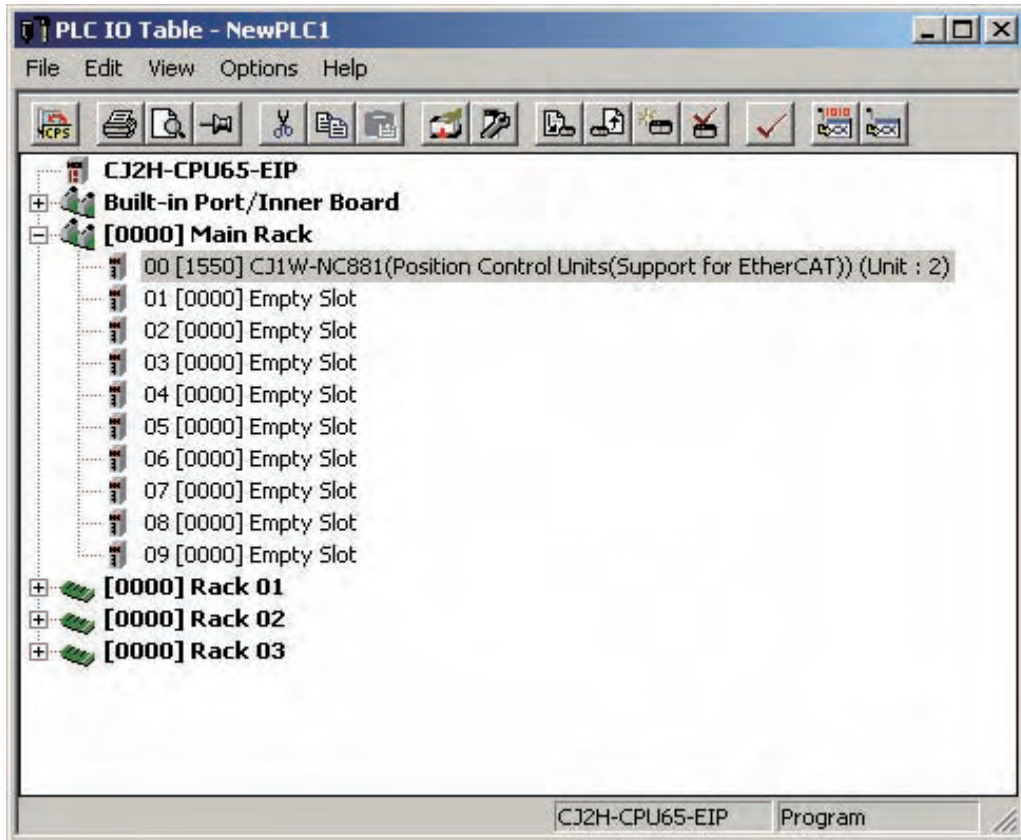 PLC IO Table - NewPLC1
File Edit View Options Help
CPS
1010
CJ2H-CPU65-EIP
Built-in Port/Inner Board
[0000] Main Rack
00 [1550] CJ1W-NC881(Position Control Units(Support for EtherCAT)) (Unit : 2)
01 [0000] Empty Slot
02 [0000] Empty Slot
03 [0000] Empty Slot
04 [0000] Empty Slot
05 [0000] Empty Slot
06 [0000] Empty Slot
07 [0000] Empty Slot
08 [0000] Empty Slot
09 [0000] Empty Slot
[0000] Rack 01
[0000] Rack 02
[0000] Rack 03
CJ2H-CPU65-EIP Program